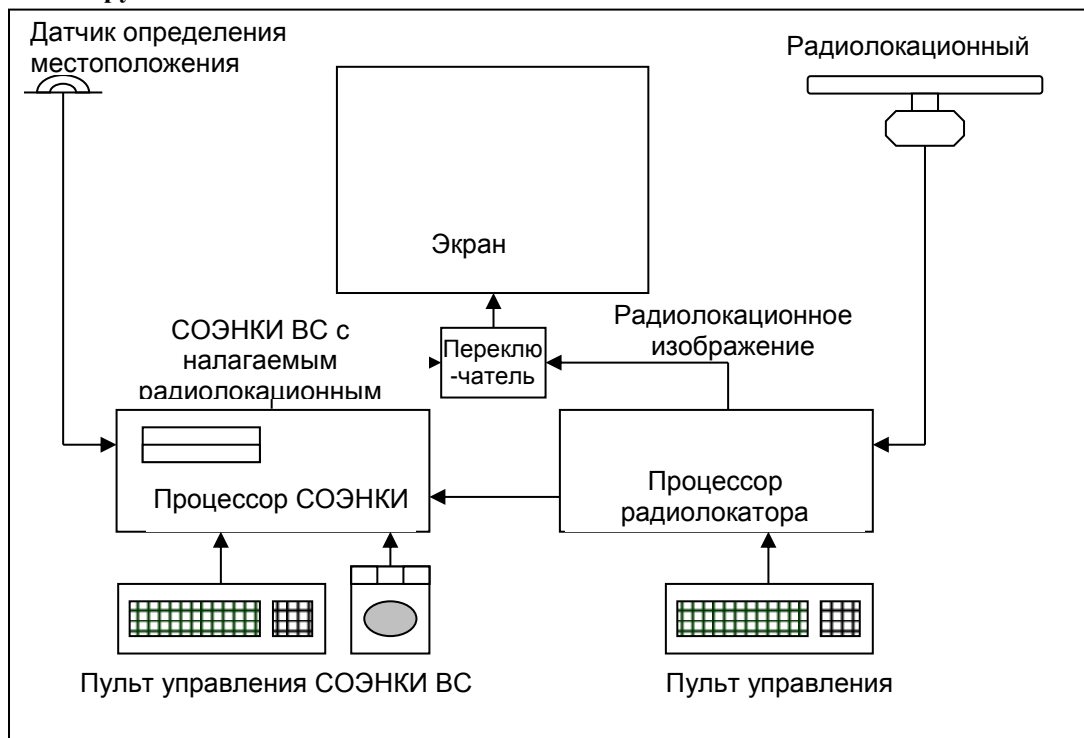 Датчик определения
местоположения
Радиолокационный
Экран
СОЭНКИ ВС с
налагаемым
радиолокационным
Переклю
-чатель
Радиолокационное
изображение
Процессор СОЭНКИ
Процессор
радиолокатора
Пульт управления СОЭНКИ ВС
Пульт управления